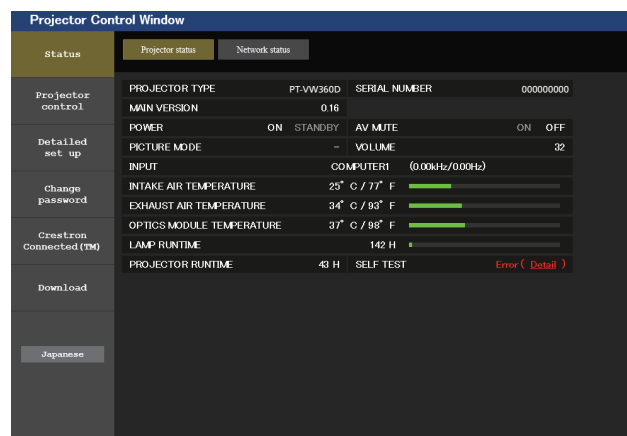 Projector Control Window
Status
Projector status
Network status
Projector
control
Detailed
set up
Change
password
Crestron
Connected(TM)
Download
Japanese
PROJECTOR TYPE PT-VW360D SERIAL NUMBER 000000000
MAIN VERSION 0.16
POWER ON STANDBY AV MUTE ON OFF
PICTURE MODE – VOLUME 32
INPUT COMPUTER1 (0.00kHz/0.00Hz)
INTAKE AIR TEMPERATURE 25° C / 77° F
EXHAUST AIR TEMPERATURE 34° C / 93° F
OPTICS MODULE TEMPERATURE 37° C / 98° F
LAMP RUNTIME 142 H
PROJECTOR RUNTIME 43 H SELF TEST Error ( Detail )